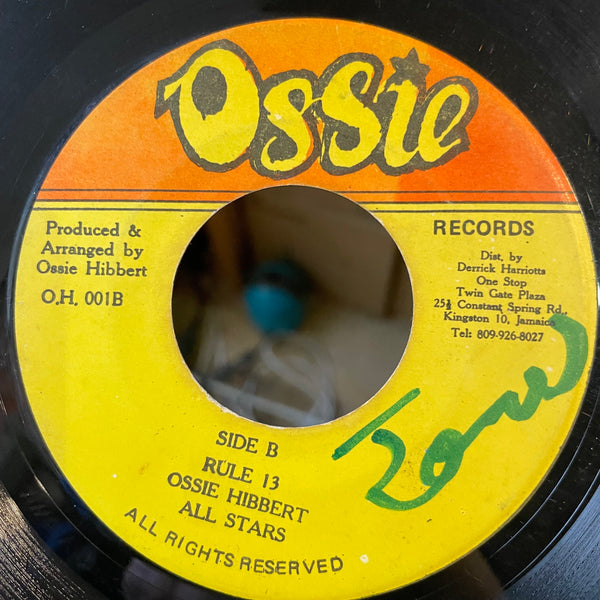 Ossie
RECORDS
Produced &
Arranged by
Ossie Hibbert
O.H. 001B
Dist. by
Derrick Harriotts
One Stop
Twin Gate Plaza
25½ Constant Spring Rd.,
Kingston 10, Jamaica
Tel: 809-926-8027
SIDE B
RULE 13
OSSIE HIBBERT
ALL STARS
ALL RIGHTS RESERVED